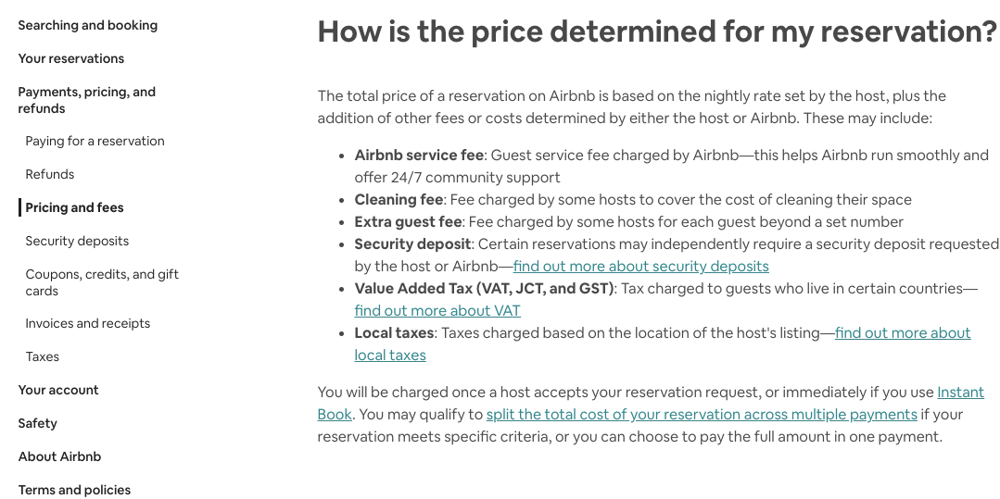 Searching and booking
Your reservations
Payments, pricing, and
refunds
Paying for a reservation
Refunds
Pricing and fees
Security deposits
Coupons, credits, and gift
cards
Invoices and receipts
Taxes
Your account
Safety
About Airbnb
Terms and policies
How is the price determined for my reservation?
The total price of a reservation on Airbnb is based on the nightly rate set by the host, plus the
addition of other fees or costs determined by either the host or Airbnb. These may include:
• Airbnb service fee: Guest service fee charged by Airbnb—this helps Airbnb run smoothly and
offer 24/7 community support
• Cleaning fee: Fee charged by some hosts to cover the cost of cleaning their space
• Extra guest fee: Fee charged by some hosts for each guest beyond a set number
• Security deposit: Certain reservations may independently require a security deposit requested
by the host or Airbnb—find out more about security deposits
• Value Added Tax (VAT, JCT, and GST): Tax charged to guests who live in certain countries—
find out more about VAT
• Local taxes: Taxes charged based on the location of the host's listing—find out more about
local taxes
You will be charged once a host accepts your reservation request, or immediately if you use Instant
Book. You may qualify to split the total cost of your reservation across multiple payments if your
reservation meets specific criteria, or you can choose to pay the full amount in one payment.